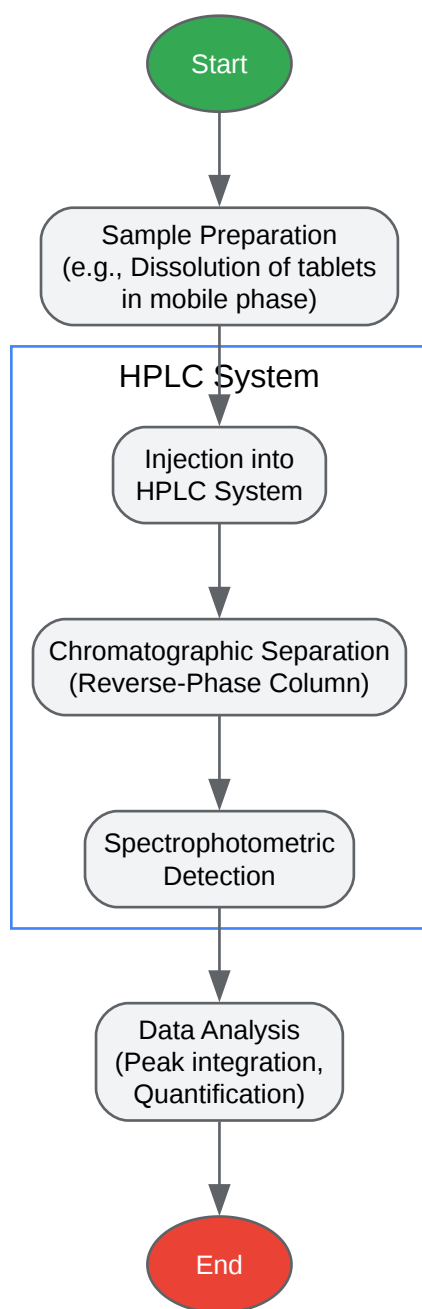 Start
Sample Preparation
(e.g., Dissolution of tablets
in mobile phase)
HPLC System
Injection into
HPLC System
Chromatographic Separation
(Reverse-Phase Column)
Spectrophotometric
Detection
Data Analysis
(Peak integration,
Quantification)
End